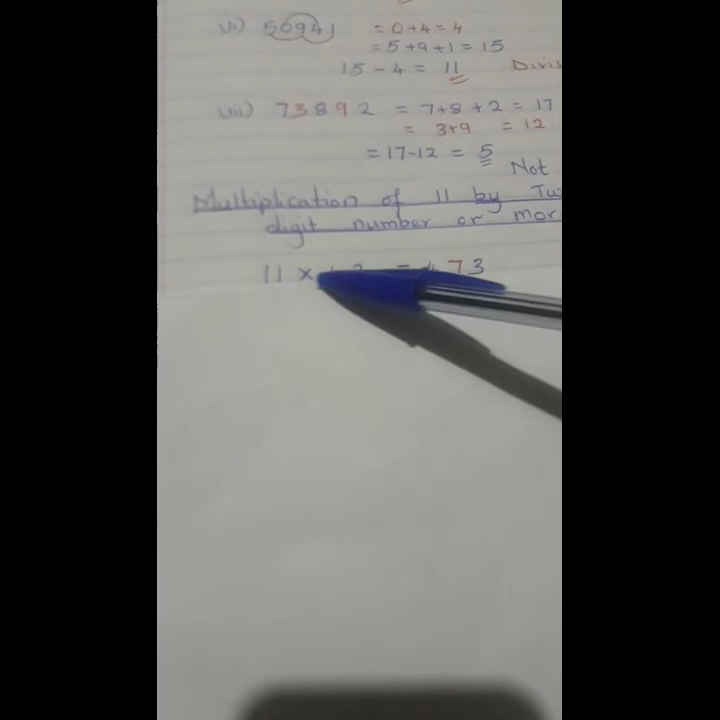 ii) 50941 = 0+4 = 4
= 5+9+1 = 15
15 - 4 = 11
iii) 73892 = 7+8+2 = 17
= 3+9 = 12
= 17-12 = 5
Not
Multiplication of 11 by
digit number or
11 × = 73